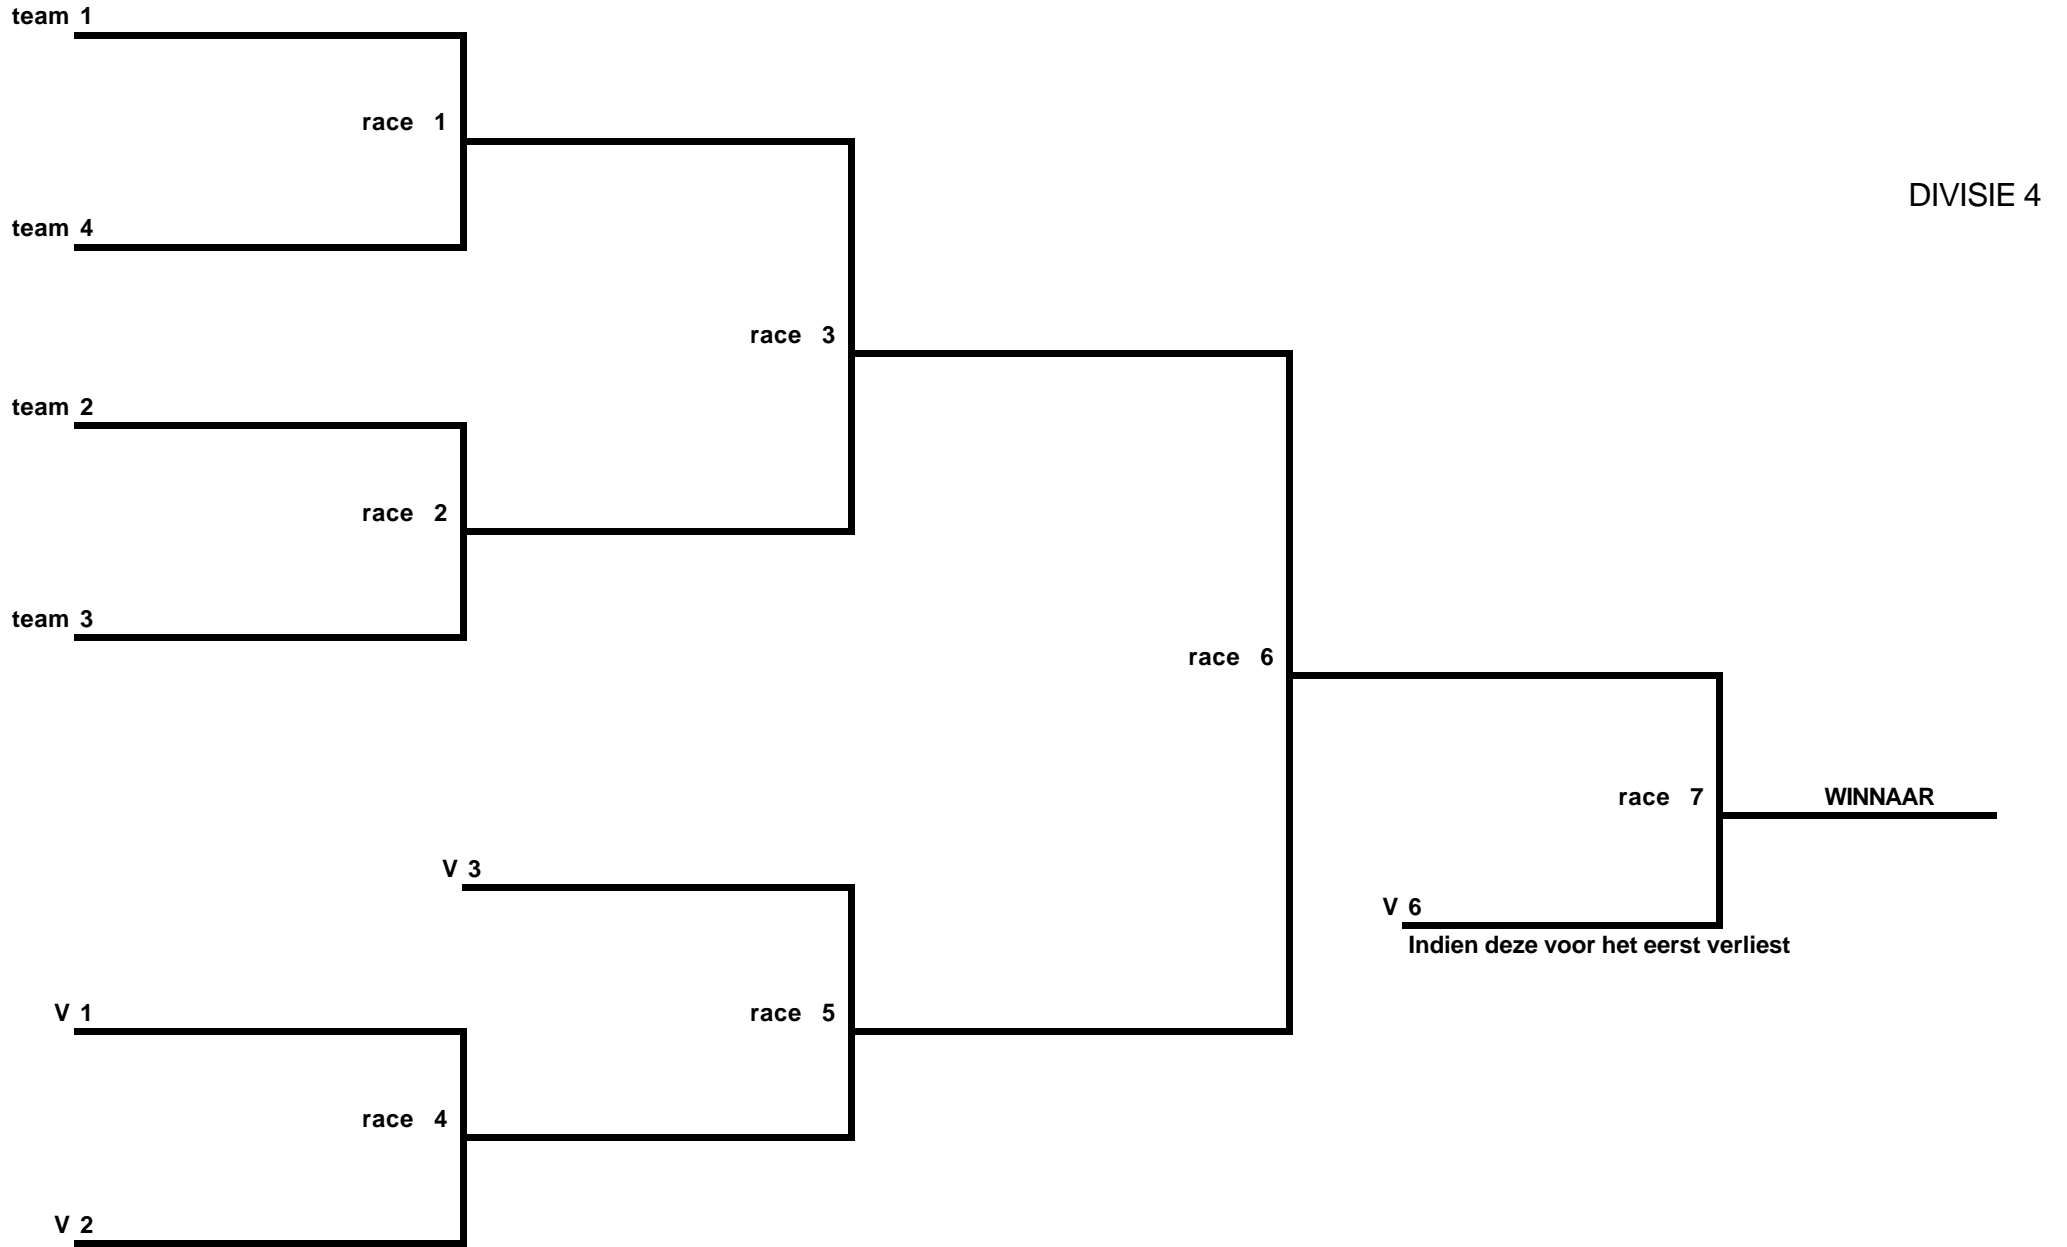 team 1
race 1
DIVISIE 4
team 4
race 3
team 2
race 2
team 3
race 6
race 7
WINNAAR
V 3
V 6
Indien deze voor het eerst verliest
V 1
race 5
race 4
V 2